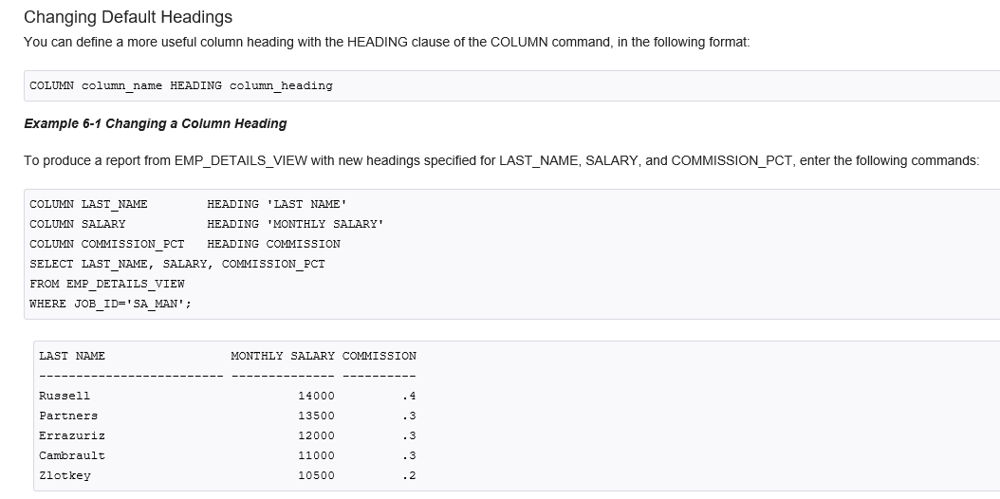 Changing Default Headings
You can define a more useful column heading with the HEADING clause of the COLUMN command, in the following format:
COLUMN column_name HEADING column_heading
Example 6-1 Changing a Column Heading
To produce a report from EMP_DETAILS_VIEW with new headings specified for LAST_NAME, SALARY, and COMMISSION_PCT, enter the following commands:
COLUMN LAST_NAME        HEADING 'LAST NAME'
COLUMN SALARY           HEADING 'MONTHLY SALARY'
COLUMN COMMISSION_PCT   HEADING COMMISSION
SELECT LAST_NAME, SALARY, COMMISSION_PCT
FROM EMP_DETAILS_VIEW
WHERE JOB_ID='SA_MAN';
LAST NAME                 MONTHLY SALARY COMMISSION
------------------------- -------------- ----------
Russell                            14000         .4
Partners                           13500         .3
Errazuriz                          12000         .3
Cambrault                          11000         .3
Zlotkey                            10500         .2